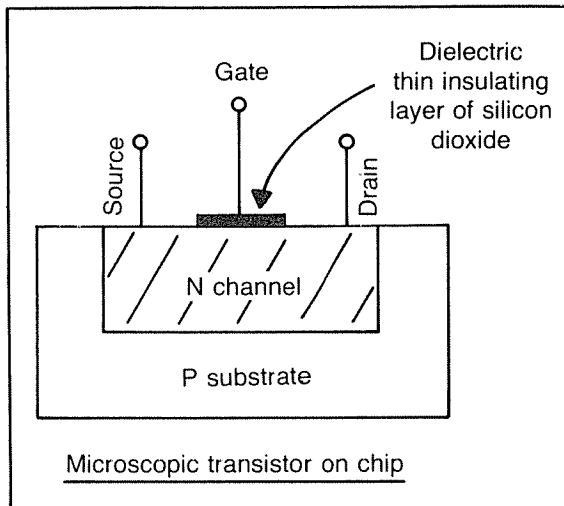 Dielectric
thin insulating
layer of silicon
dioxide
Gate
Source
Drain
N channel
P substrate
Microscopic transistor on chip